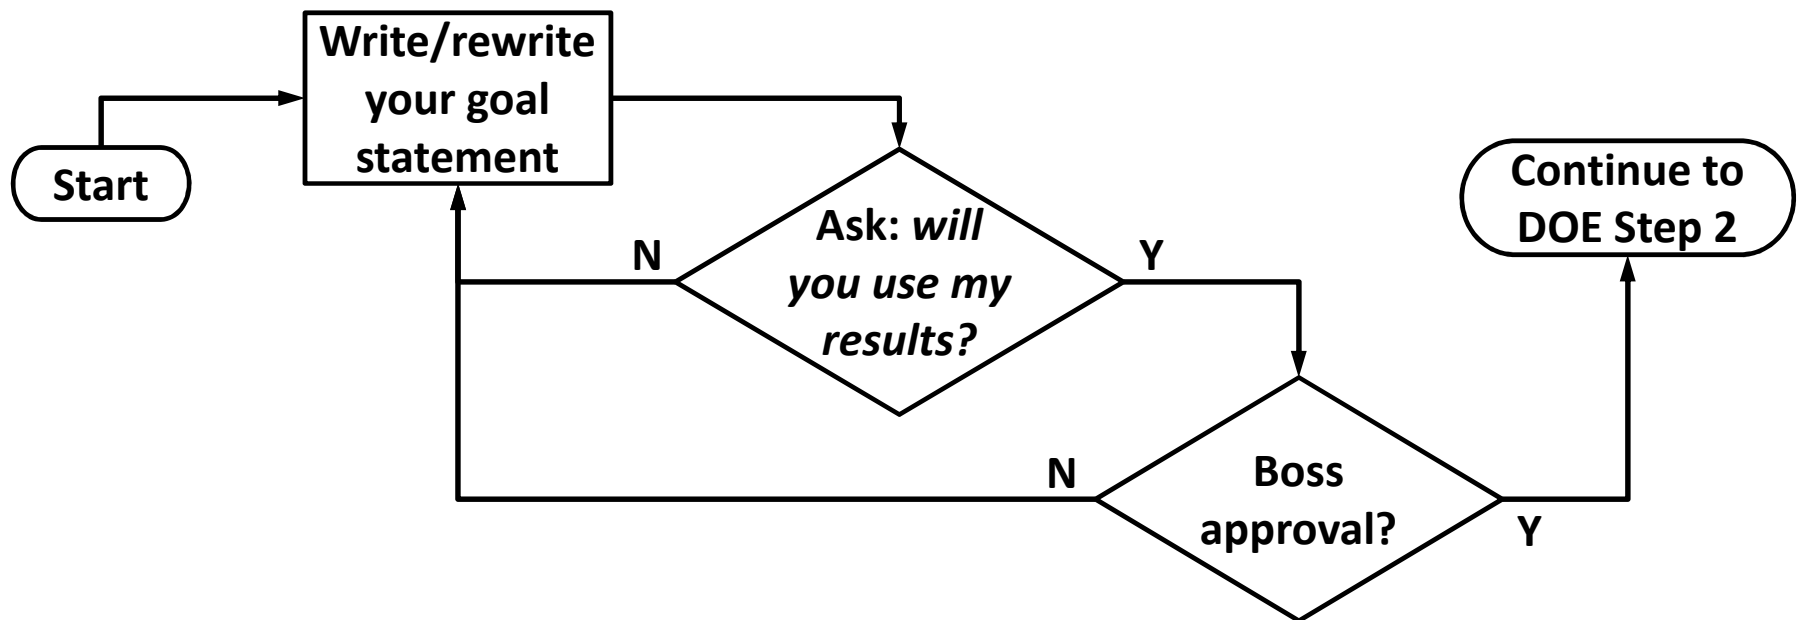 Start
Write/rewrite
your goal
statement
Ask: will
you use my
results?
N
Y
Boss
approval?
N
Y
Continue to
DOE Step 2